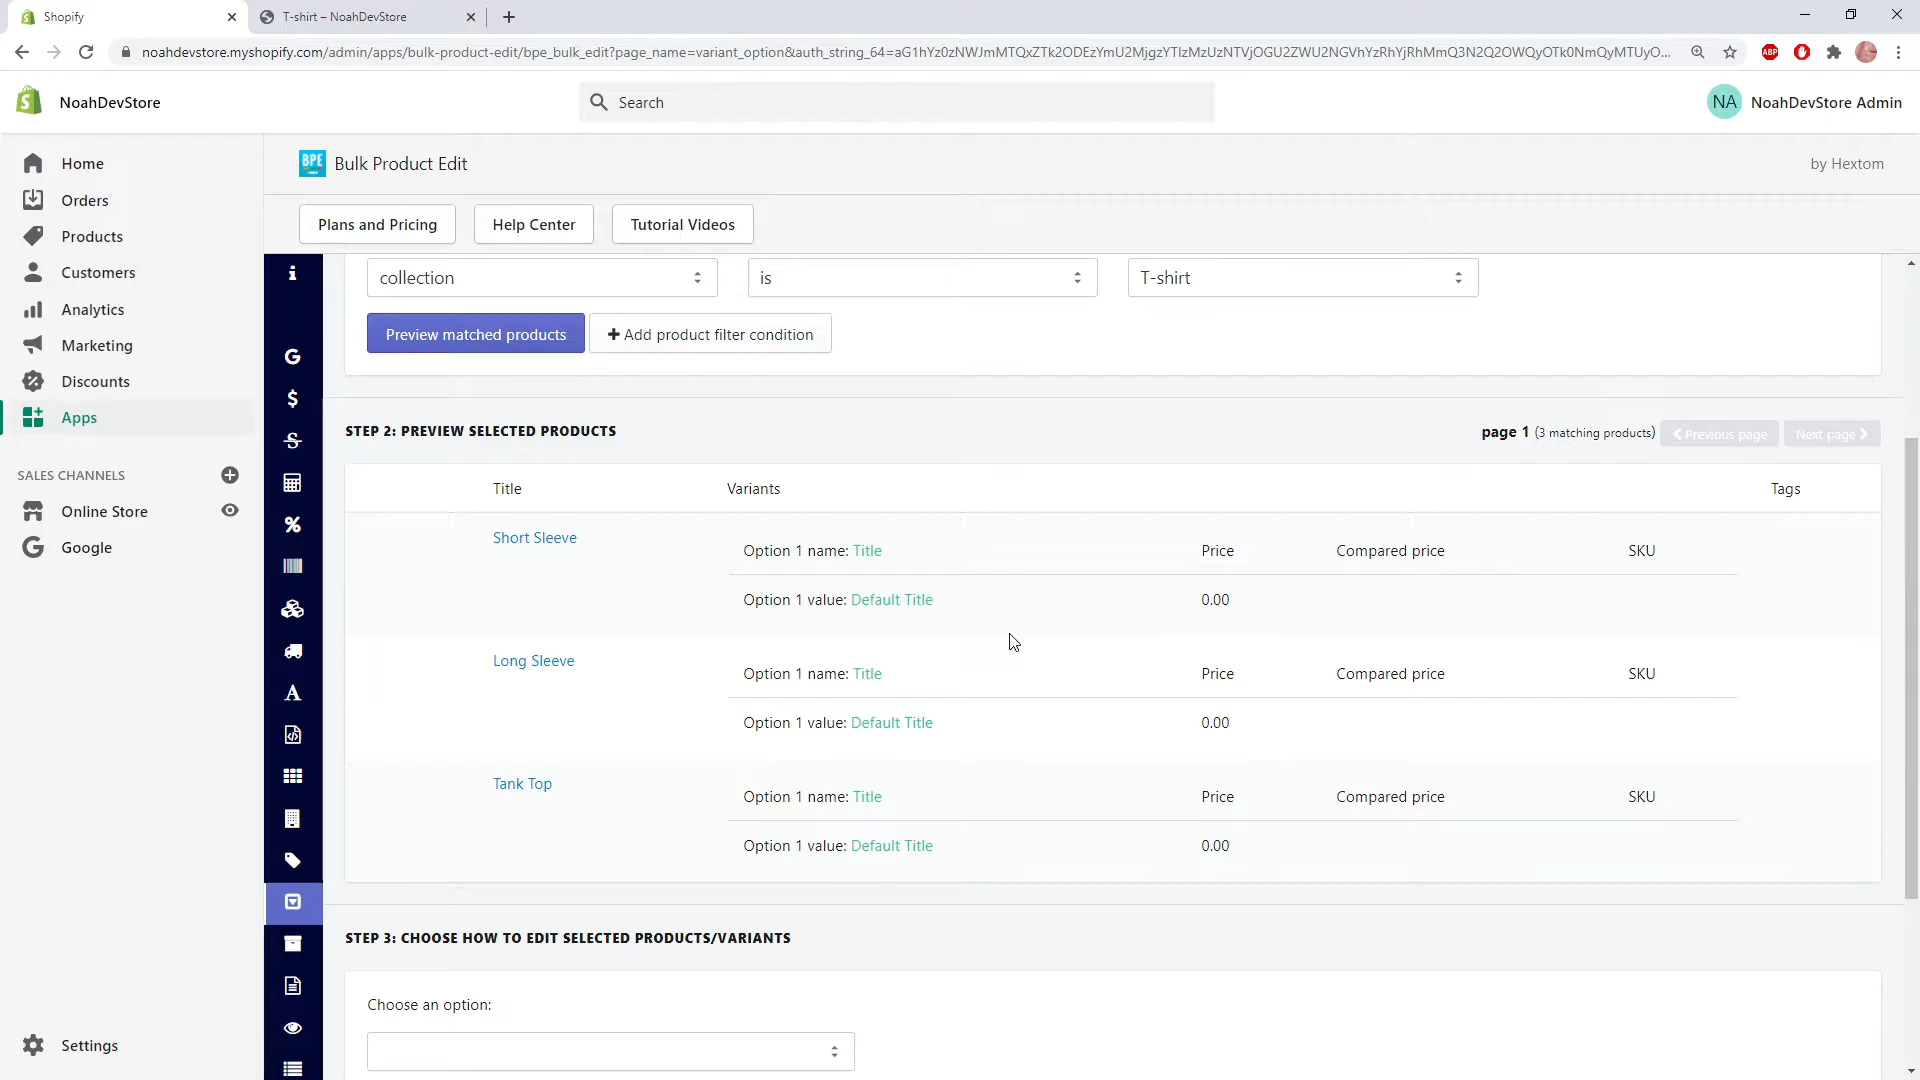 Shopify
T-shirt – NoahDevStore
noahdevstore.myshopify.com/admin/apps/bulk-product-edit/bpe_bulk_edit?page_name=variant_option&auth_string_64=
NoahDevStore
Search
NA
NoahDevStore Admin
Home
Orders
Products
Customers
Analytics
Marketing
Discounts
Apps
SALES CHANNELS
Online Store
Google
Settings
BPE
Bulk Product Edit
by Hextom
Plans and Pricing
Help Center
Tutorial Videos
collection
is
T-shirt
Preview matched products
Add product filter condition
STEP 2: PREVIEW SELECTED PRODUCTS
page 1 (3 matching products)
Previous page
Next page
Title Variants Tags
Short Sleeve
Option 1 name: Title Price Compared price SKU
Option 1 value: Default Title 0.00
Long Sleeve
Option 1 name: Title Price Compared price SKU
Option 1 value: Default Title 0.00
Tank Top
Option 1 name: Title Price Compared price SKU
Option 1 value: Default Title 0.00
STEP 3: CHOOSE HOW TO EDIT SELECTED PRODUCTS/VARIANTS
Choose an option: